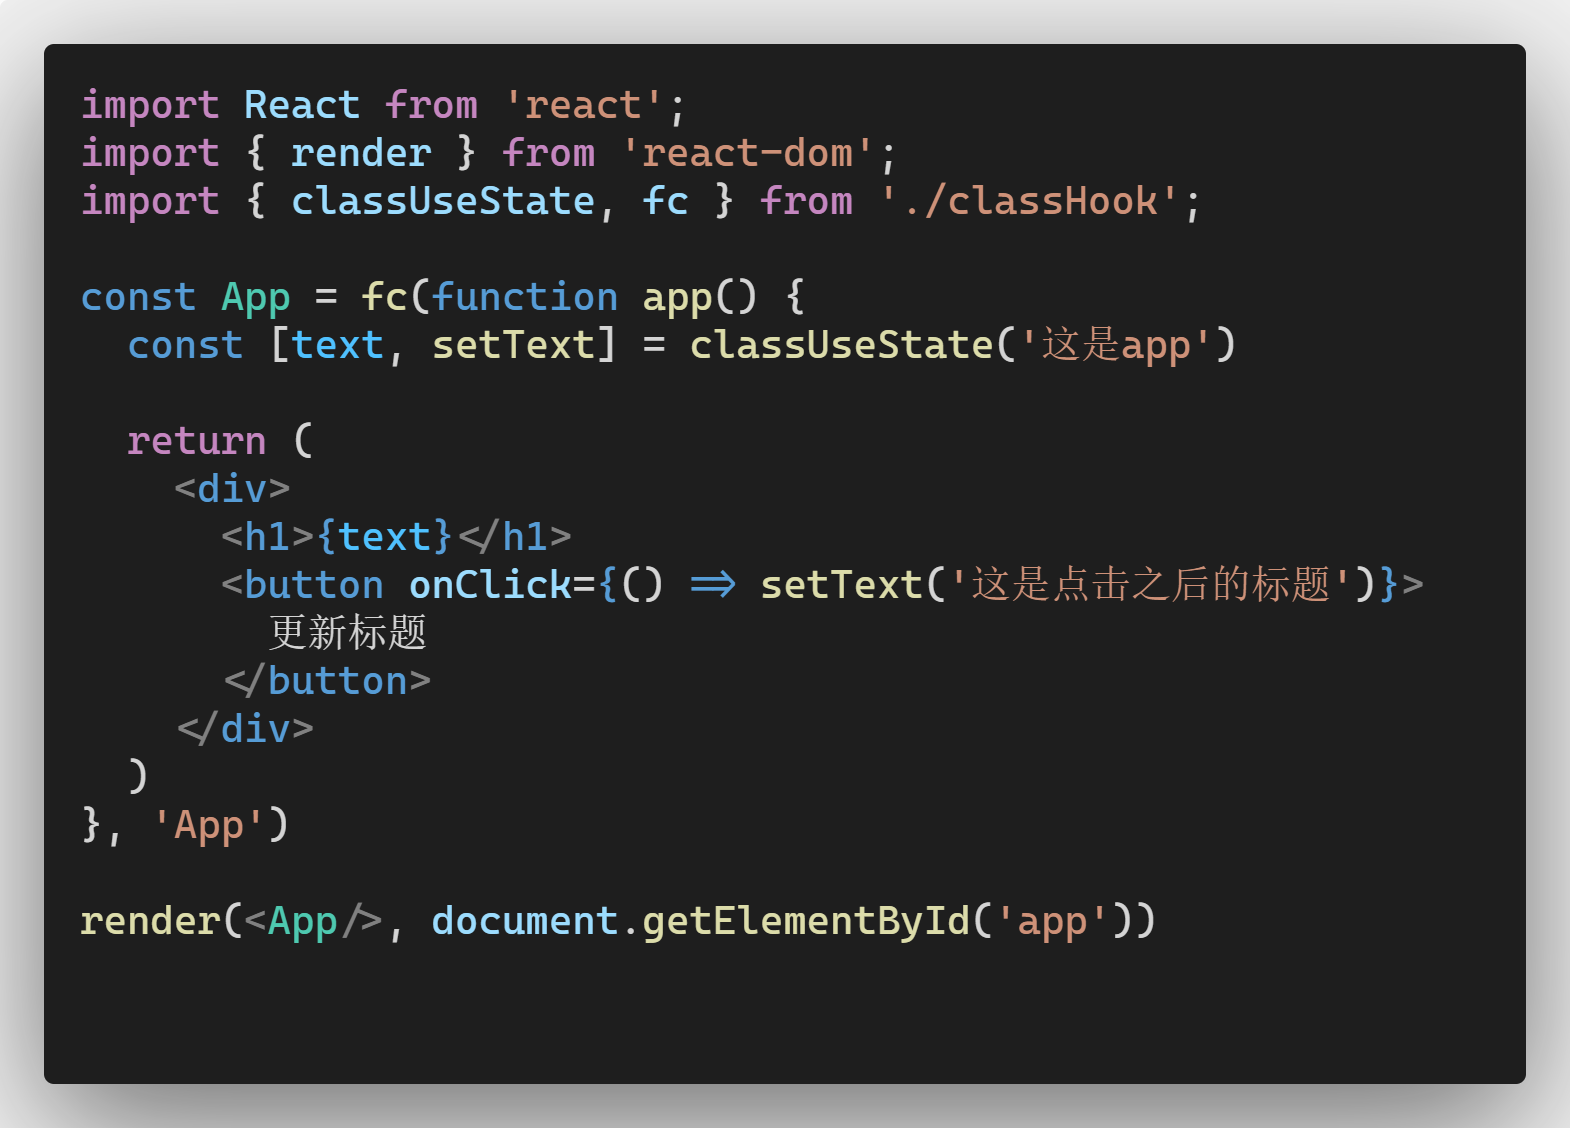 import React from 'react';
import { render } from 'react-dom';
import { classUseState, fc } from './classHook';
const App = fc(function app() {
const [text, setText] = classUseState('这是app')
return (
<div>
<h1>{text}</h1>
<button onClick={() => setText('这是点击之后的标题')}>
更新标题
</button>
</div>
)
}, 'App')
render(<App/>, document.getElementById('app'))